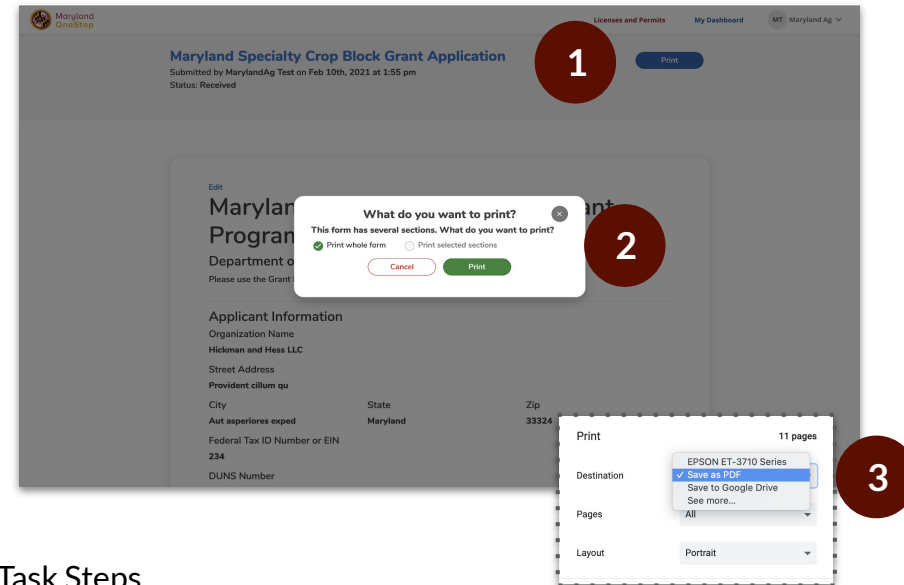 Maryland
OneStop
Licenses and Permits My Dashboard MT Maryland Ag
Maryland Specialty Crop Block Grant Application
Submitted by MarylandAg Test on Feb 10th, 2021 at 1:55 pm
Status: Received
1
Print
Edit
Marylan ant
Progran
Department o
Please use the Grant
What do you want to print?
This form has several sections. What do you want to print?
Print whole form Print selected sections
Cancel Print
2
Applicant Information
Organization Name
Hickman and Hess LLC
Street Address
Provident cillum qu
City State Zip
Aut asperiores exped Maryland 33324
Federal Tax ID Number or EIN
234
DUNS Number
Print 11 pages
Destination
EPSON ET-3710 Series
Save as PDF
Save to Google Drive
See more...
Pages All
Layout Portrait
3
Task Steps